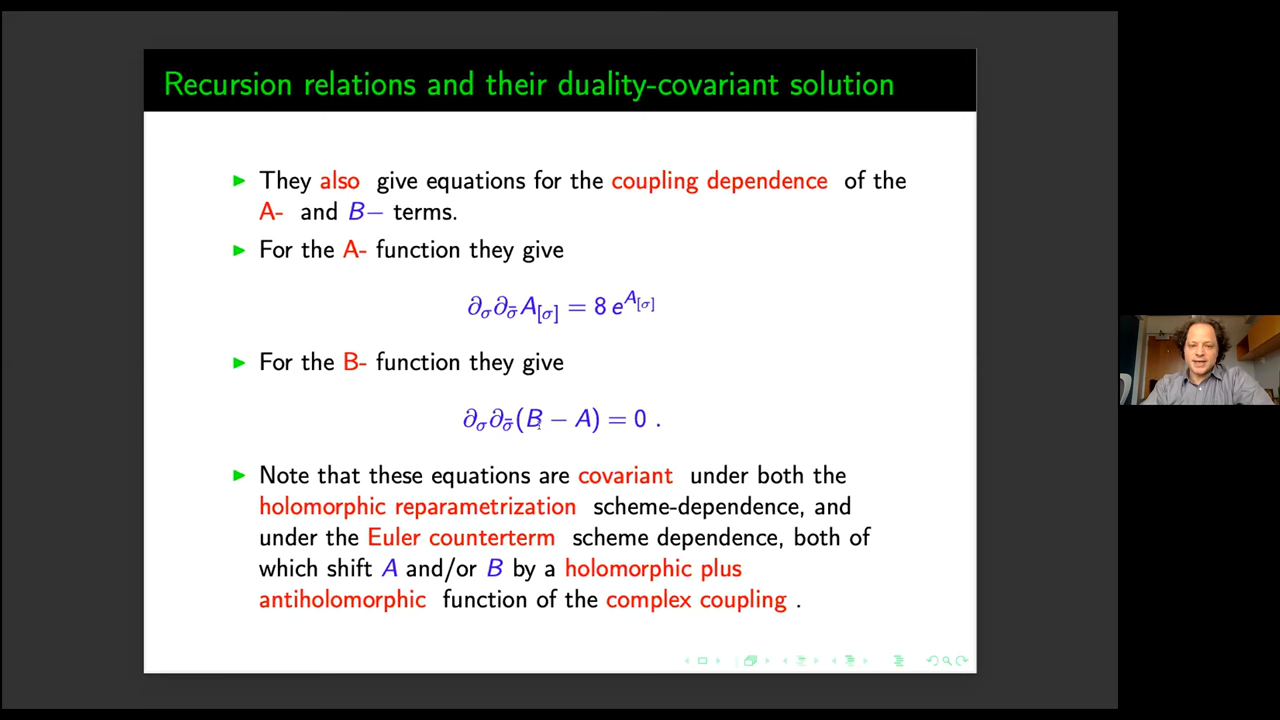 Recursion relations and their duality-covariant solution
▶ They also give equations for the coupling dependence of the
A- and B− terms.
▶ For the A- function they give
∂σ∂σ̄A[σ] = 8 e^A[σ]
▶ For the B- function they give
∂σ∂σ̄(B − A) = 0 .
▶ Note that these equations are covariant under both the
holomorphic reparametrization scheme-dependence, and
under the Euler counterterm scheme dependence, both of
which shift A and/or B by a holomorphic plus
antiholomorphic function of the complex coupling .